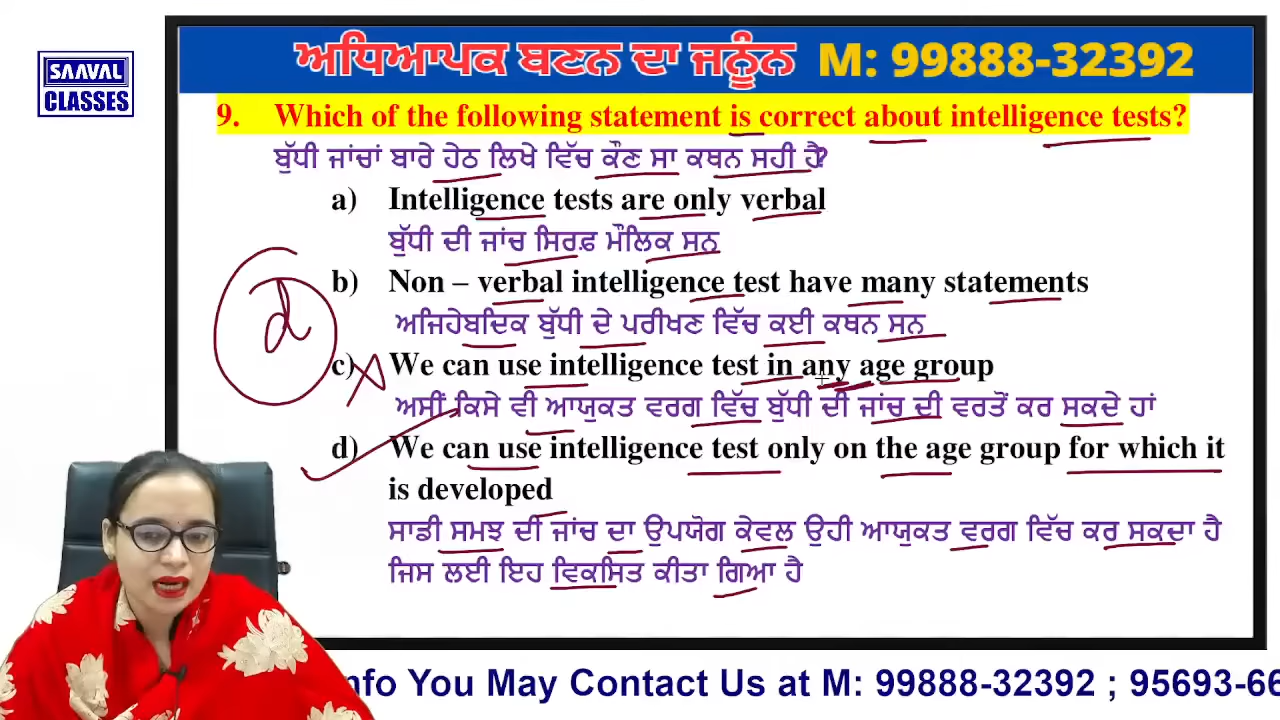 SAAVAL
CLASSES
ਅਧਿਆਪਕ ਬਣਨ ਦਾ ਜਨੂੰਨ M: 99888-32392
9. Which of the following statement is correct about intelligence tests?
ਬੁੱਧੀ ਜਾਂਚਾਂ ਬਾਰੇ ਹੇਠ ਲਿਖੇ ਵਿੱਚ ਕੌਣ ਸਾ ਕਥਨ ਸਹੀ ਹੈ?
a) Intelligence tests are only verbal
ਬੁੱਧੀ ਦੀ ਜਾਂਚ ਸਿਰਫ਼ ਮੌਲਿਕ ਸਨ
b) Non – verbal intelligence test have many statements
ਅਜਿਹੇਬਦਿਕ ਬੁੱਧੀ ਦੇ ਪਰੀਖਣ ਵਿੱਚ ਕਈ ਕਥਨ ਸਨ
d
c) We can use intelligence test in any age group
ਅਸੀਂ ਕਿਸੇ ਵੀ ਆਯੁਕਤ ਵਰਗ ਵਿੱਚ ਬੁੱਧੀ ਦੀ ਜਾਂਚ ਦੀ ਵਰਤੋਂ ਕਰ ਸਕਦੇ ਹਾਂ
d) We can use intelligence test only on the age group for which it
is developed
ਸਾਡੀ ਸਮਝ ਦੀ ਜਾਂਚ ਦਾ ਉਪਯੋਗ ਕੇਵਲ ਉਹੀ ਆਯੁਕਤ ਵਰਗ ਵਿੱਚ ਕਰ ਸਕਦਾ ਹੈ
ਜਿਸ ਲਈ ਇਹ ਵਿਕਸਿਤ ਕੀਤਾ ਗਿਆ ਹੈ
nfo You May Contact Us at M: 99888-32392 ; 95693-66